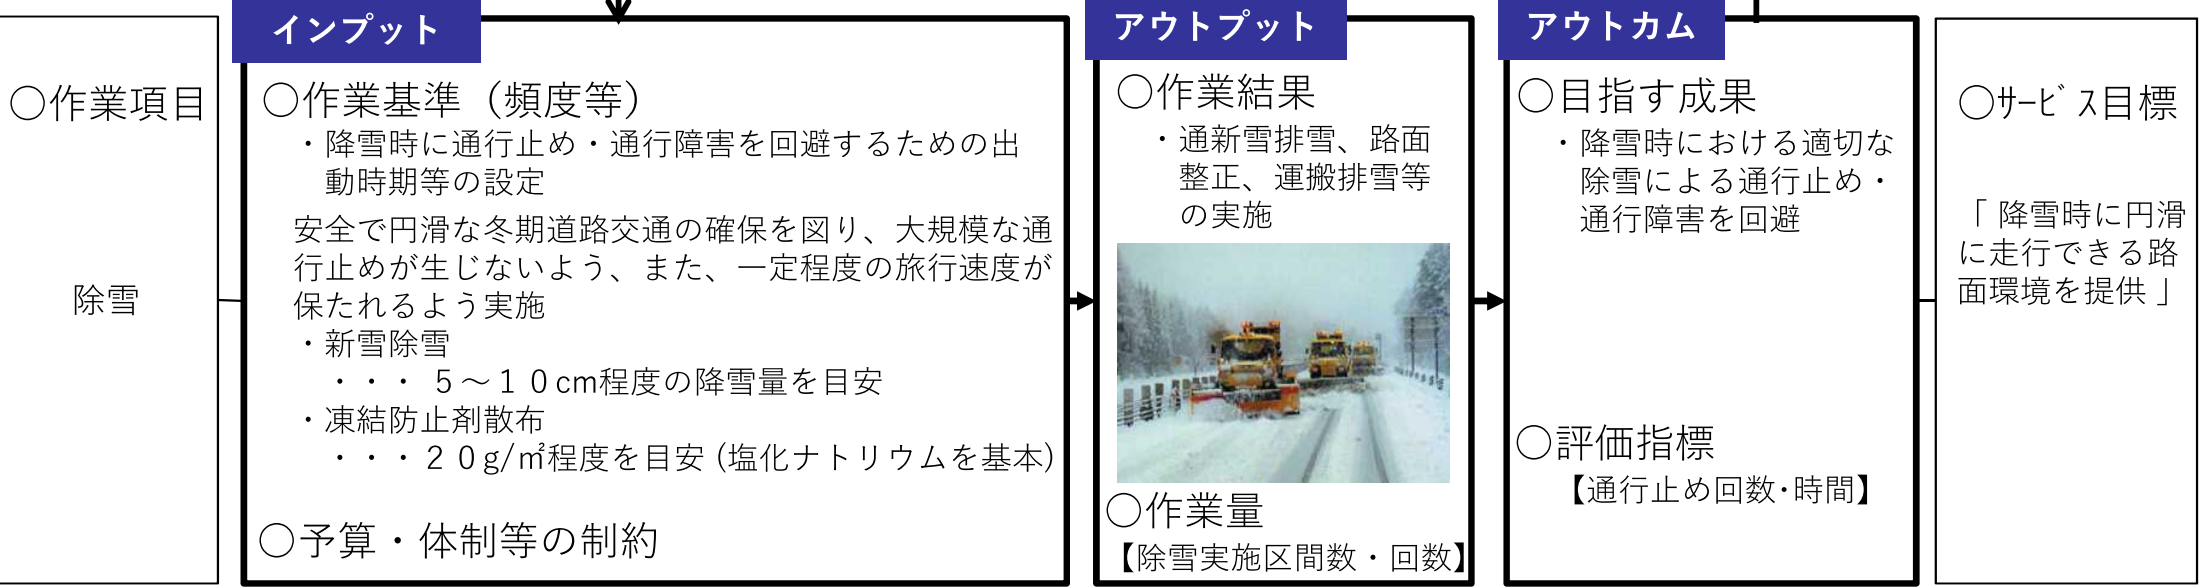 ○作業項目
除雪
インプット
○作業基準（頻度等）
・降雪時に通行止め・通行障害を回避するための出
動時期等の設定
安全で円滑な冬期道路交通の確保を図り、大規模な通
行止めが生じないよう、また、一定程度の旅行速度が
保たれるよう実施
・新雪除雪
・・・ ５～１０cm程度の降雪量を目安
・凍結防止剤散布
・・・２０g/㎡程度を目安 (塩化ナトリウムを基本)
○予算・体制等の制約
アウトプット
○作業結果
・通新雪排雪、路面
整正、運搬排雪等
の実施
○作業量
【除雪実施区間数・回数】
アウトカム
○目指す成果
・降雪時における適切な
除雪による通行止め・
通行障害を回避
○評価指標
【通行止め回数･時間】
○ｻｰﾋﾞｽ目標
「 降雪時に円滑
に走行できる路
面環境を提供 」